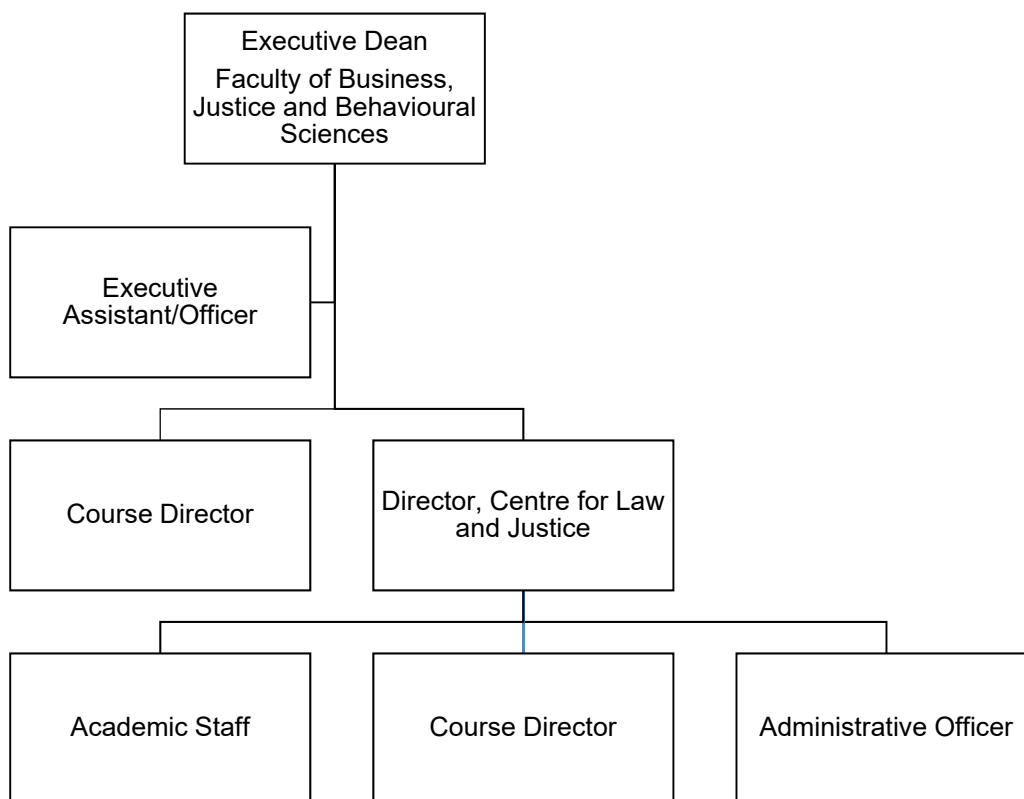 Executive Dean
Faculty of Business,
Justice and Behavioural
Sciences
Executive
Assistant/Officer
Course Director
Director, Centre for Law
and Justice
Academic Staff
Course Director
Administrative Officer